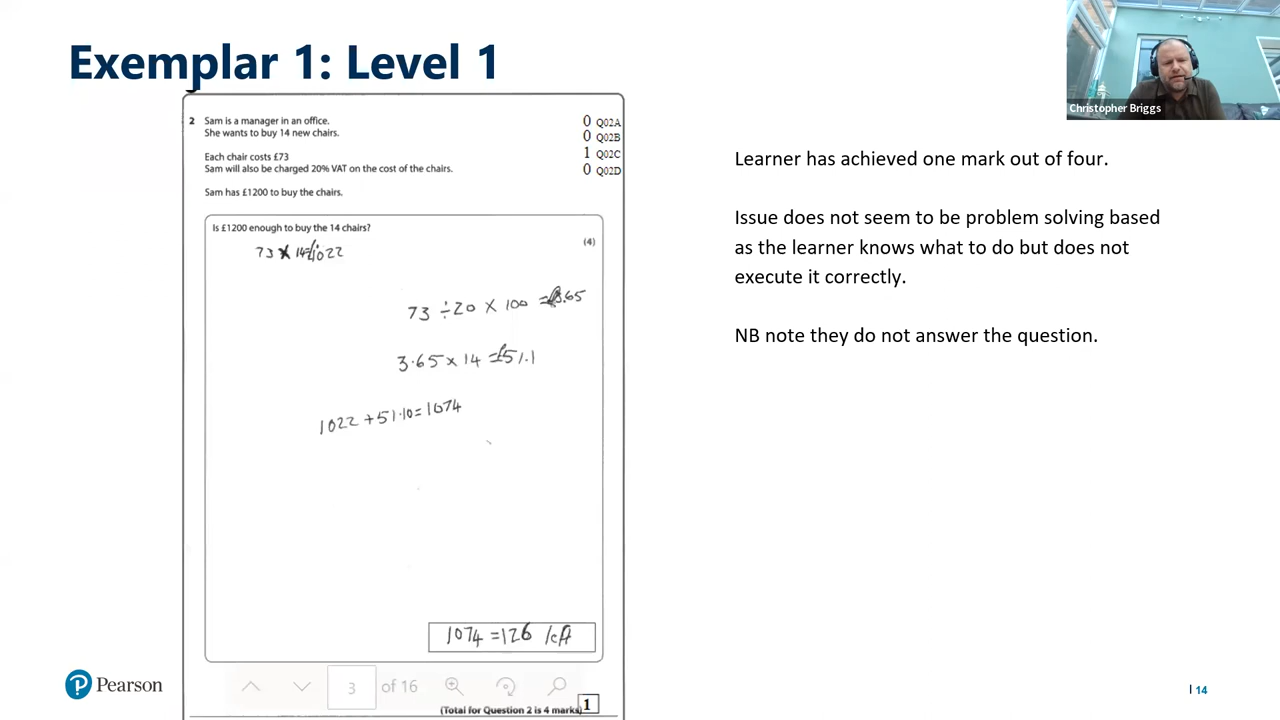 Exemplar 1: Level 1
Christopher Briggs
2 Sam is a manager in an office.
She wants to buy 14 new chairs.
Each chair costs £73
Sam will also be charged 20% VAT on the cost of the chairs.
Sam has £1200 to buy the chairs.
0 Q02A
0 Q02B
1 Q02C
0 Q02D
Is £1200 enough to buy the 14 chairs?
(4)
73 × 14=£1022
73 ÷20 × 100 =£3.65
3.65 × 14 =£51.1
1022 + 51.10=1074
1074 =126 left
3 of 16
(Total for Question 2 is 4 marks)
1
Learner has achieved one mark out of four.
Issue does not seem to be problem solving based
as the learner knows what to do but does not
execute it correctly.
NB note they do not answer the question.
Pearson
14